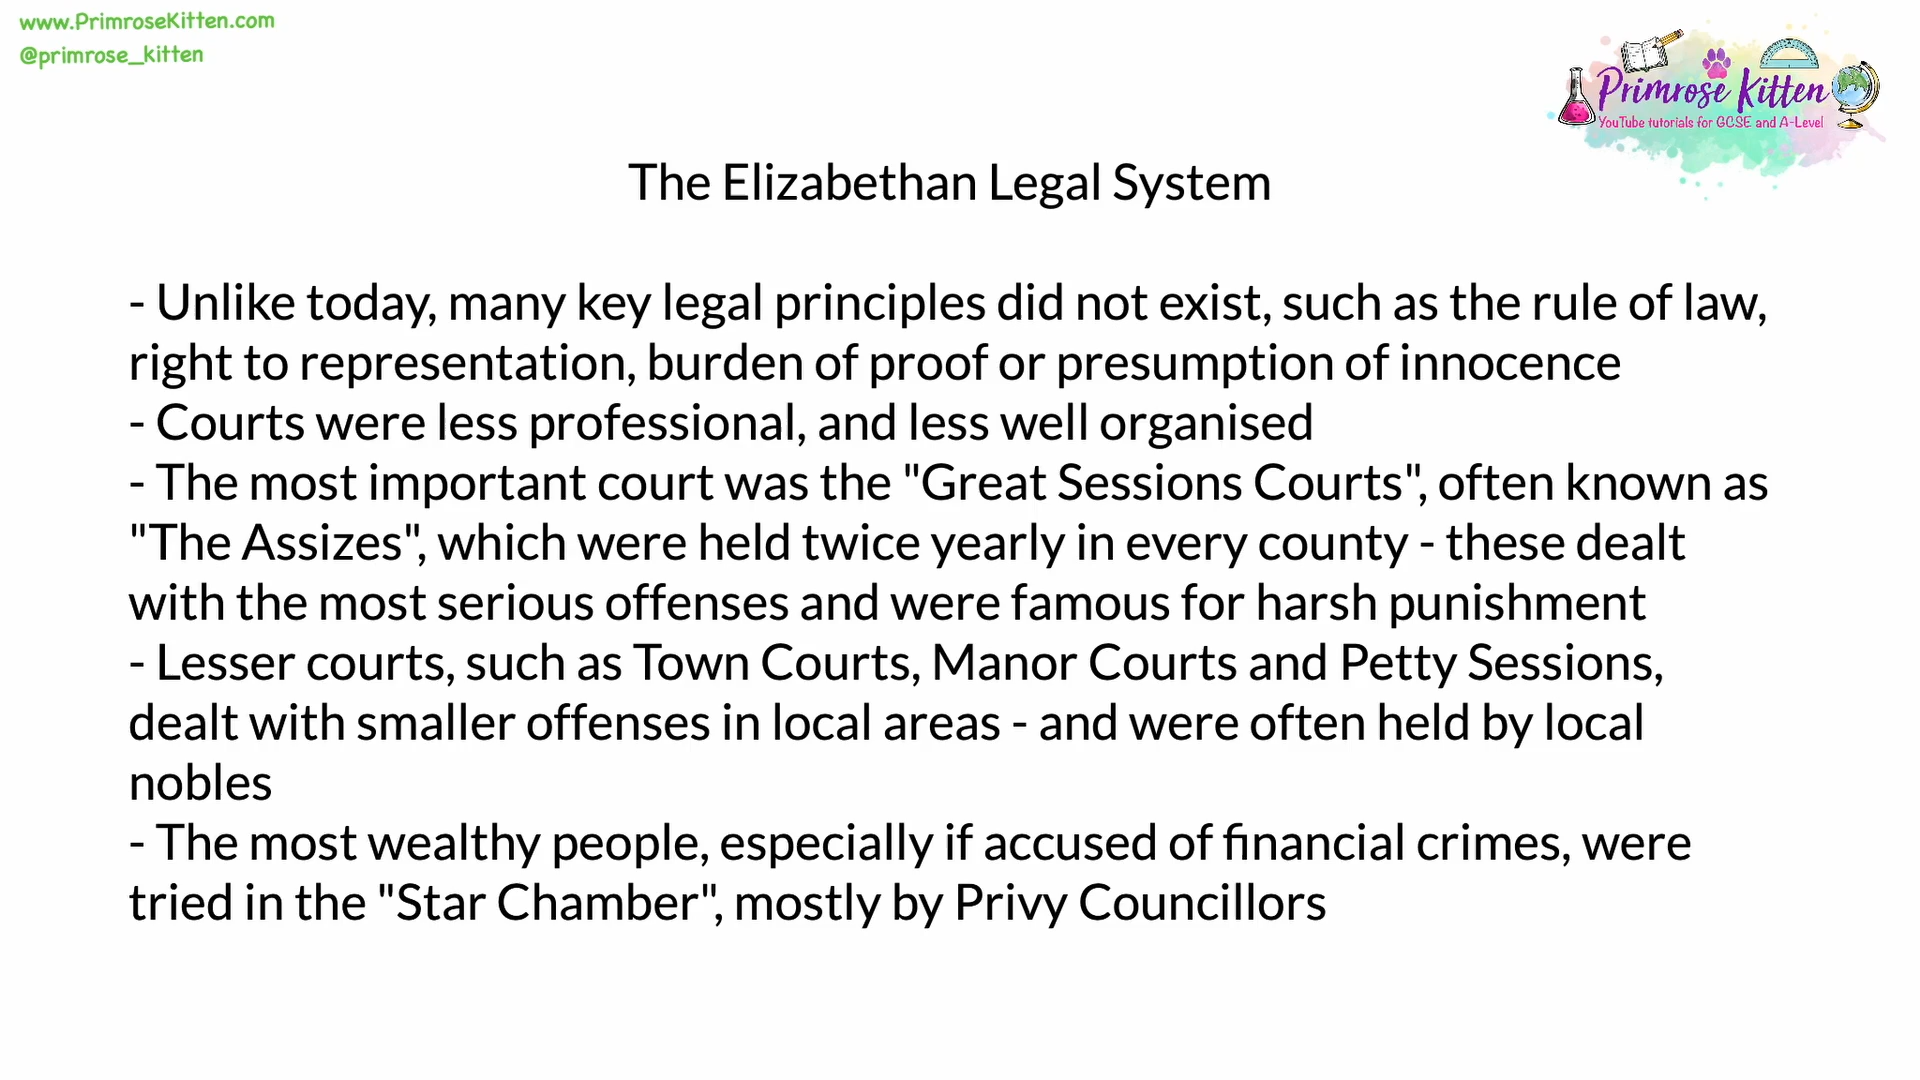 www.PrimroseKitten.com
@primrose_kitten
Primrose Kitten
YouTube tutorials for GCSE and A-Level
The Elizabethan Legal System
- Unlike today, many key legal principles did not exist, such as the rule of law,
right to representation, burden of proof or presumption of innocence
- Courts were less professional, and less well organised
- The most important court was the "Great Sessions Courts", often known as
"The Assizes", which were held twice yearly in every county - these dealt
with the most serious offenses and were famous for harsh punishment
- Lesser courts, such as Town Courts, Manor Courts and Petty Sessions,
dealt with smaller offenses in local areas - and were often held by local
nobles
- The most wealthy people, especially if accused of financial crimes, were
tried in the "Star Chamber", mostly by Privy Councillors